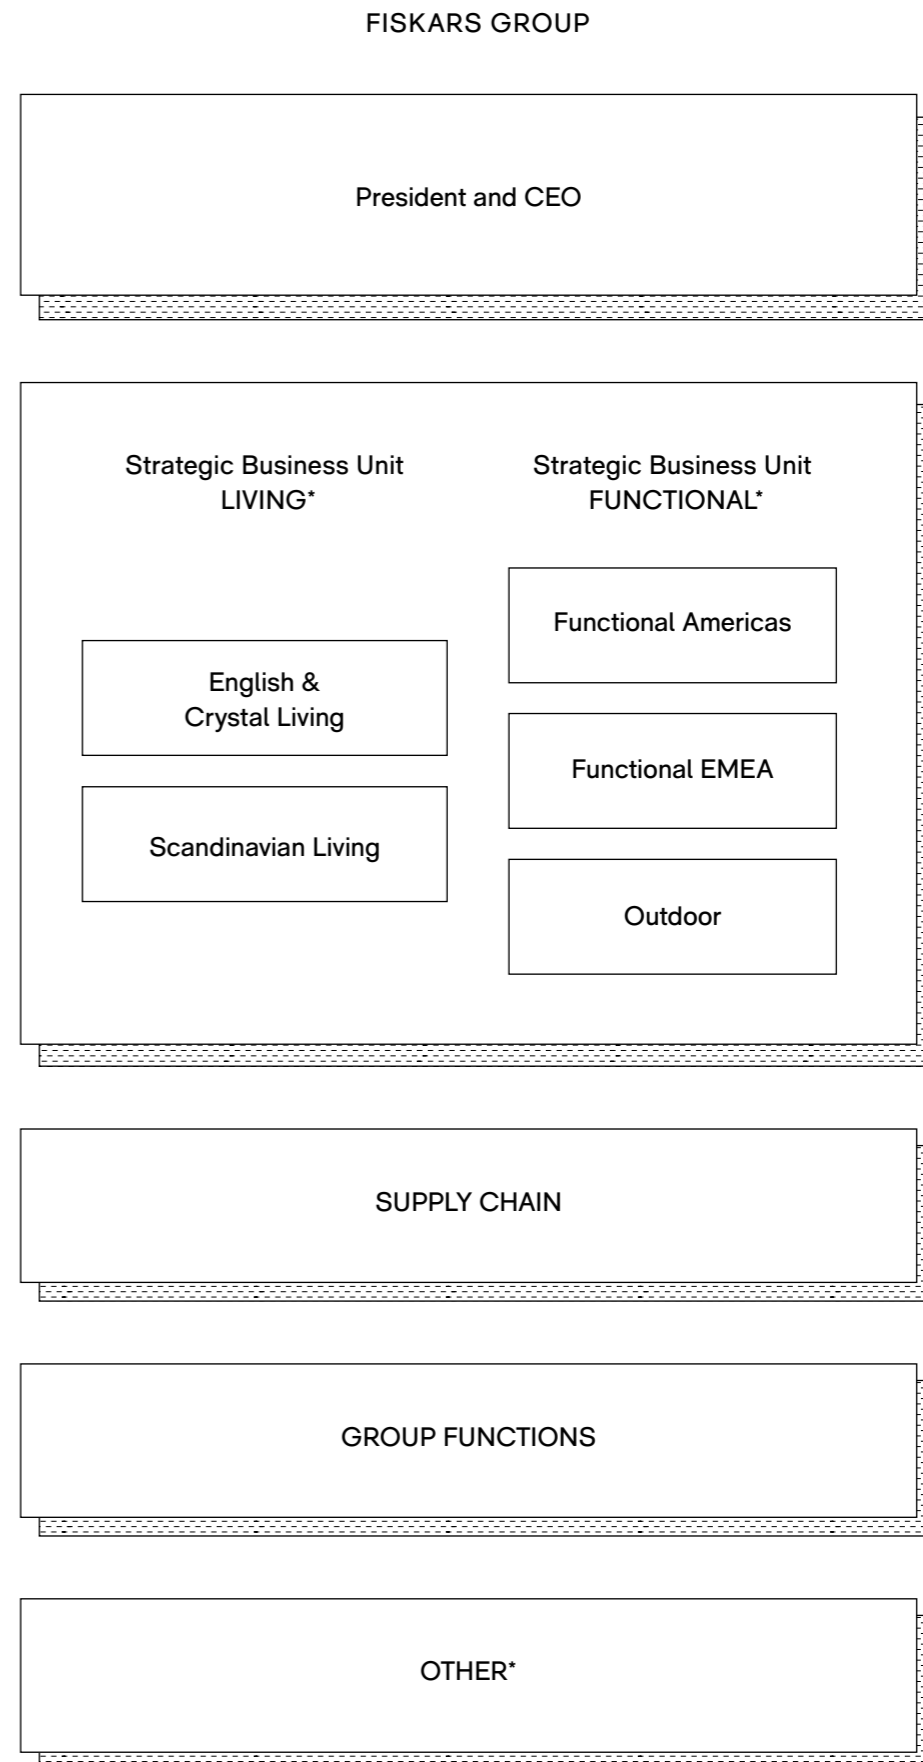 FISKARS GROUP
President and CEO
Strategic Business Unit
LIVING*
English &
Crystal Living
Scandinavian Living
Strategic Business Unit
FUNCTIONAL*
Functional Americas
Functional EMEA
Outdoor
SUPPLY CHAIN
GROUP FUNCTIONS
OTHER*